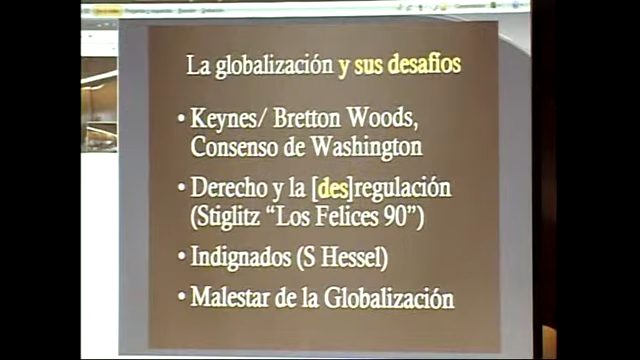 La globalización y sus desafíos
• Keynes/ Bretton Woods,
Consenso de Washington
• Derecho y la [des]regulación
(Stiglitz “Los Felices 90”)
• Indignados (S Hessel)
• Malestar de la Globalización